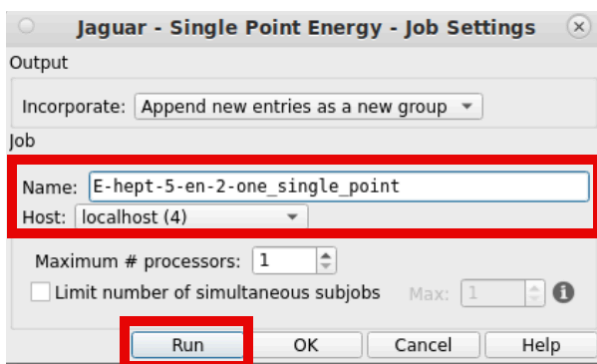 Jaguar - Single Point Energy - Job Settings
Output
Incorporate: Append new entries as a new group
Job
Name: E-hept-5-en-2-one_single_point
Host: localhost (4)
Maximum # processors: 1
Limit number of simultaneous subjobs Max: 1
Run OK Cancel Help